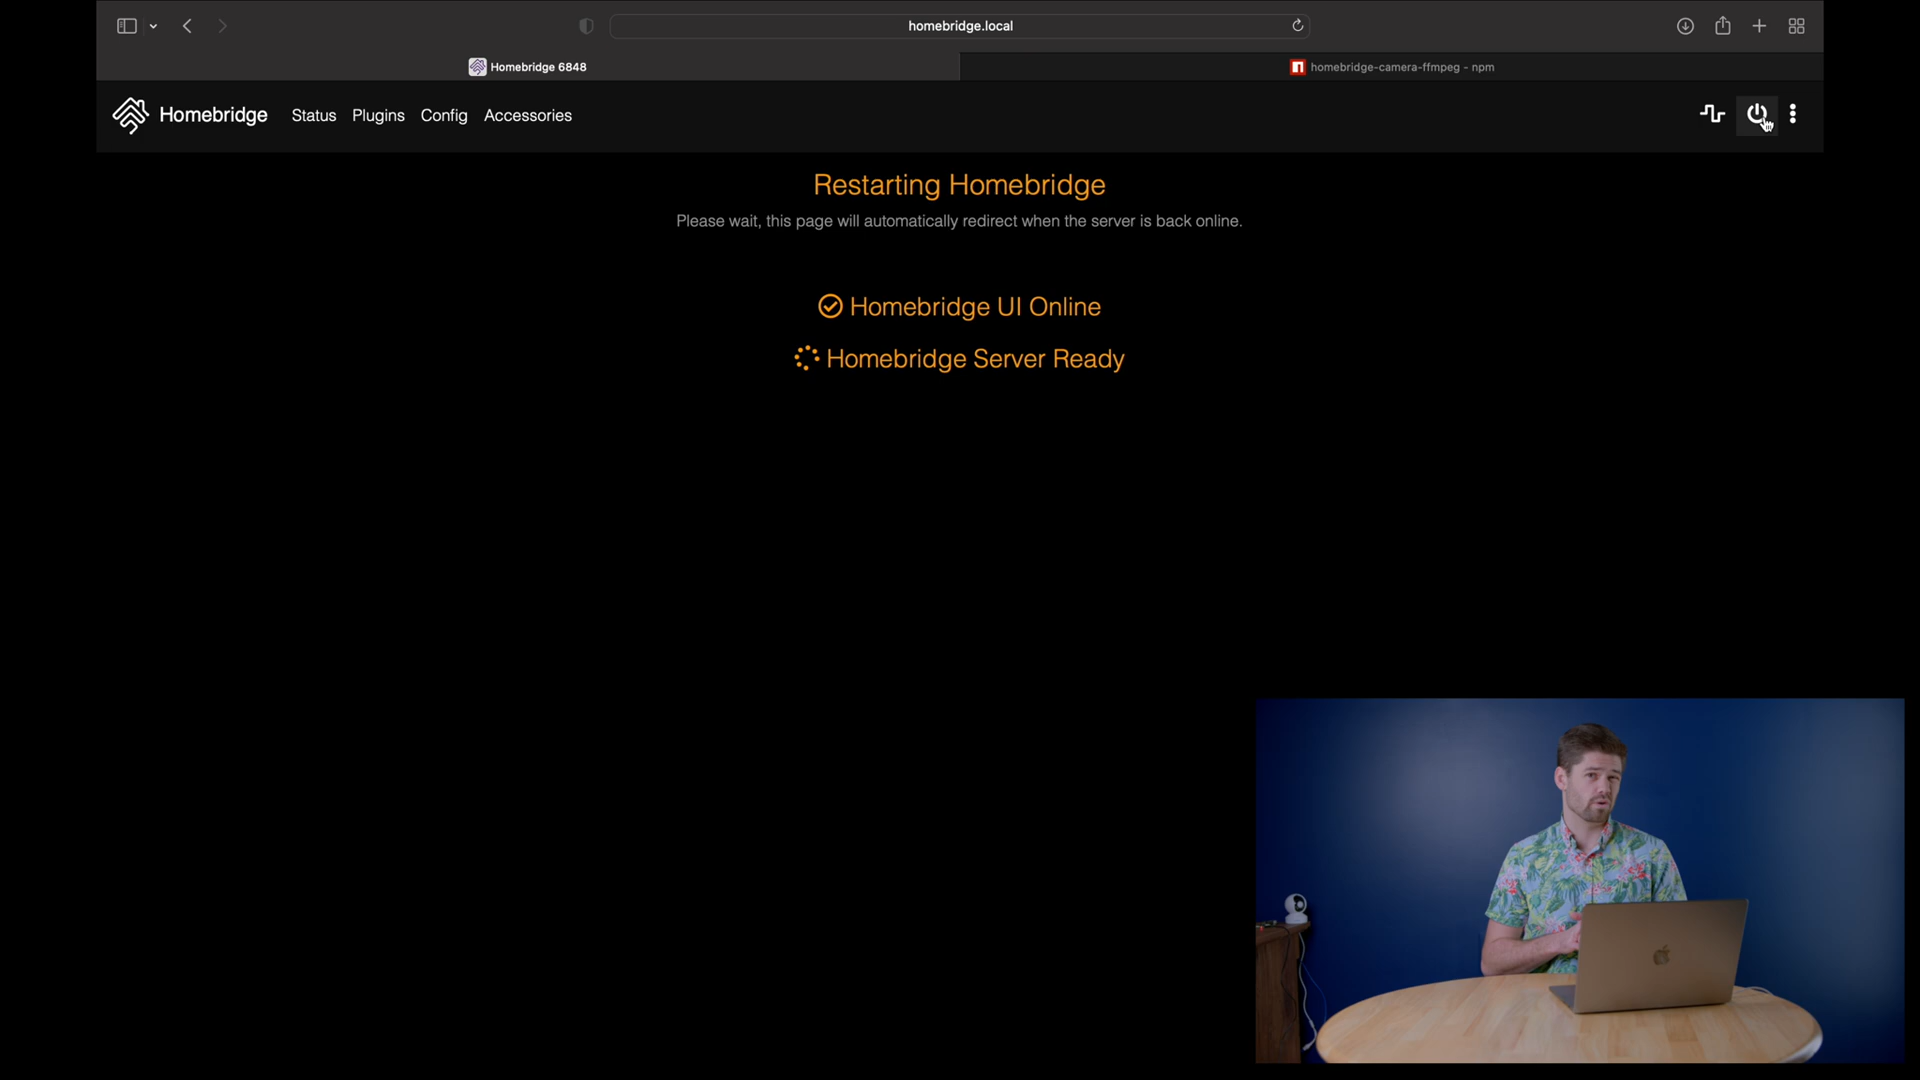 homebridge.local
Homebridge 6848
homebridge-camera-ffmpeg - npm
Homebridge Status Plugins Config Accessories
Restarting Homebridge
Please wait, this page will automatically redirect when the server is back online.
Homebridge UI Online
Homebridge Server Ready